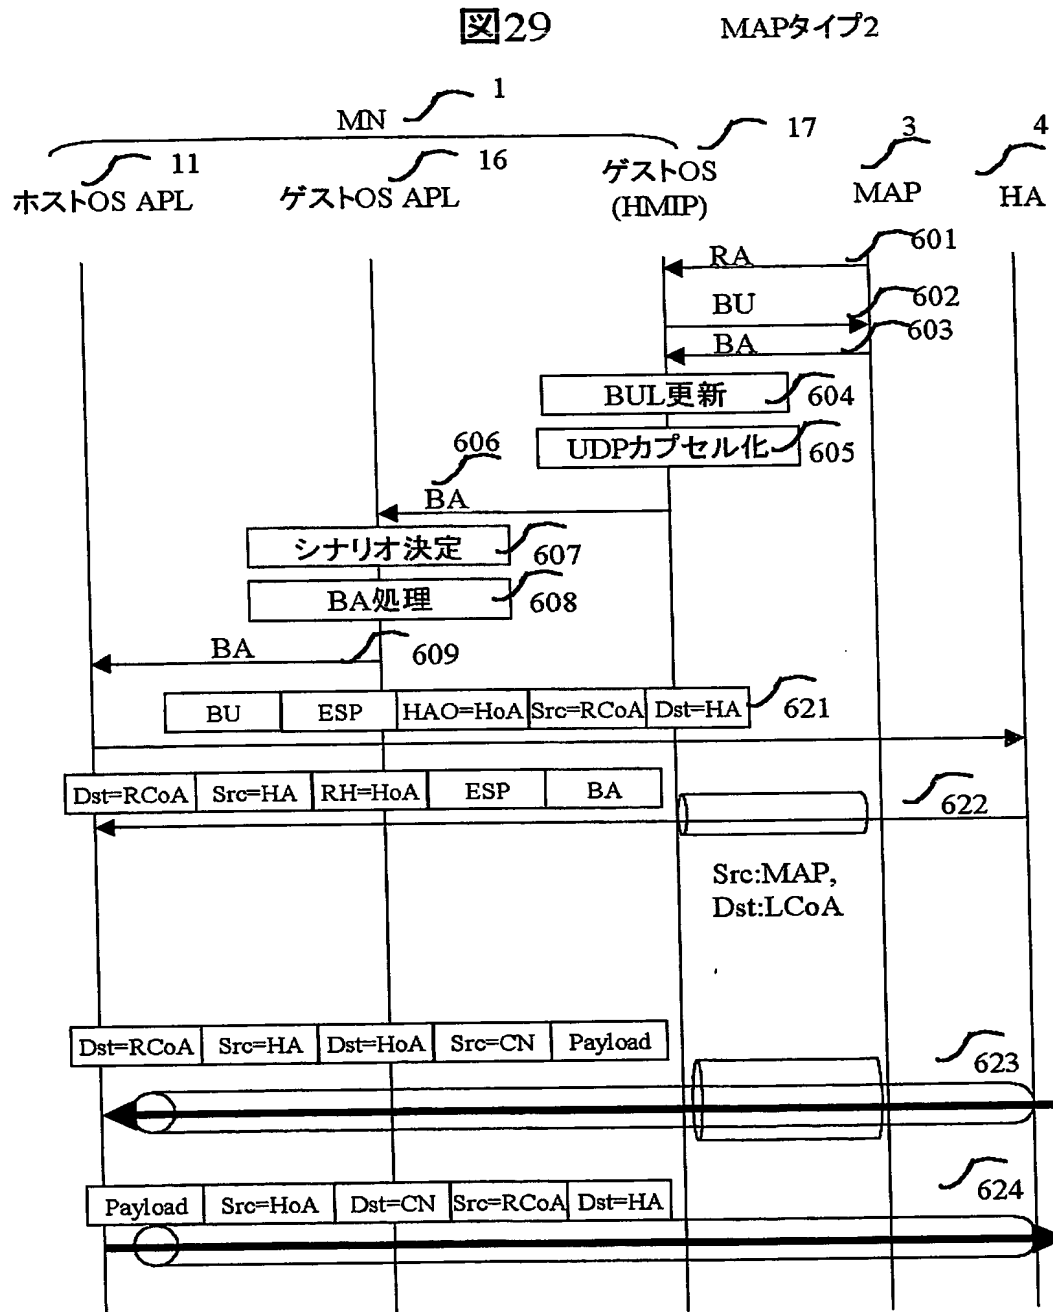 図29 MAPタイプ2
1
MN
11 16 17 3 4
ホストOS APL ゲストOS APL ゲストOS (HMIP) MAP HA
RA 601
BU 602
BA 603
BUL更新 604
UDPカプセル化 605
606
BA
シナリオ決定 607
BA処理 608
BA 609
BU ESP HAO=HoA Src=RCoA Dst=HA 621
Dst=RCoA Src=HA RH=HoA ESP BA 622
Src:MAP,
Dst:LCoA
Dst=RCoA Src=HA Dst=HoA Src=CN Payload 623
Payload Src=HoA Dst=CN Src=RCoA Dst=HA 624